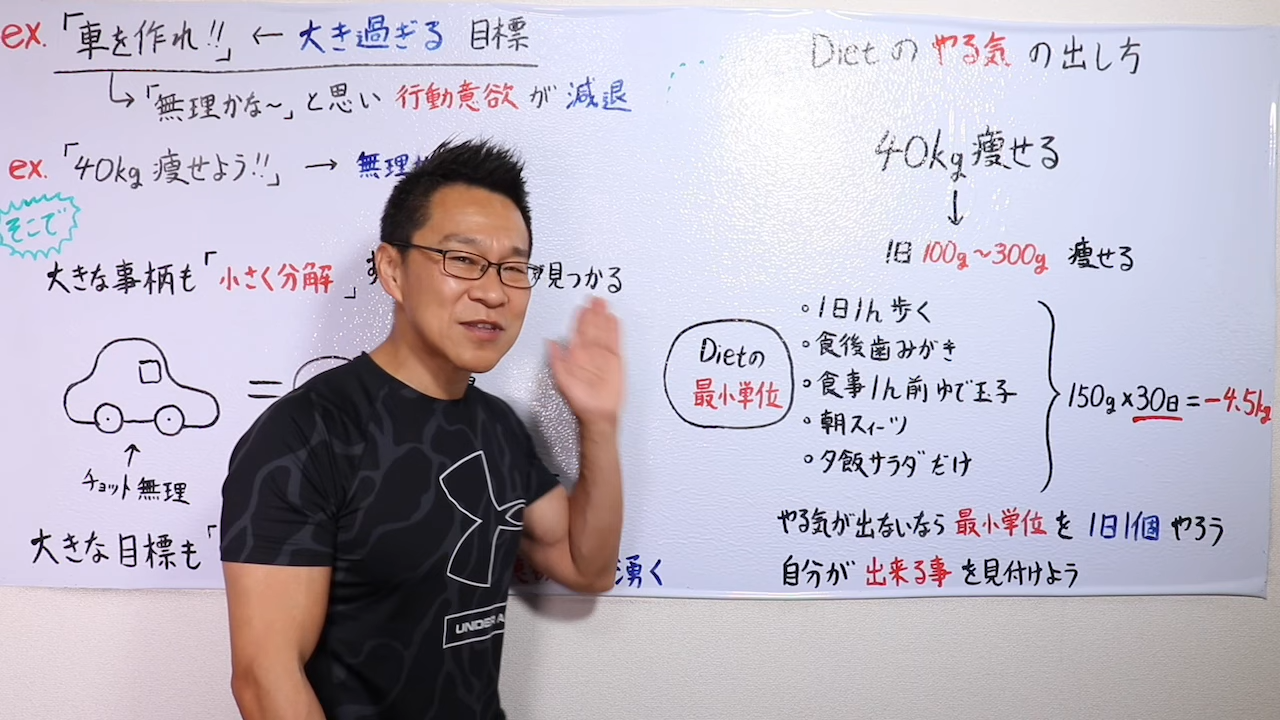 ex.「車を作れ!!」← 大き過ぎる 目標
↳「無理かな〜」と思い 行動意欲 が 減退
ex.「40kg 痩せよう!!」→ 無理
そこで
大きな事柄も「小さく分解」す 見つかる
=
↑
チョット無理
大きな目標も「 湧く
Dietの やる気 の出し方
40kg 痩せる
↓
1日 100g〜300g 痩せる
Dietの
最小単位
・1日1h 歩く
・食後歯みがき
・食事1h前 ゆで玉子
・朝スィーツ
・夕飯サラダだけ
150g×30日=-4.5kg
やる気が出ないなら 最小単位 を 1日1個 やろう
自分が 出来る事 を見付けよう
UNDER A